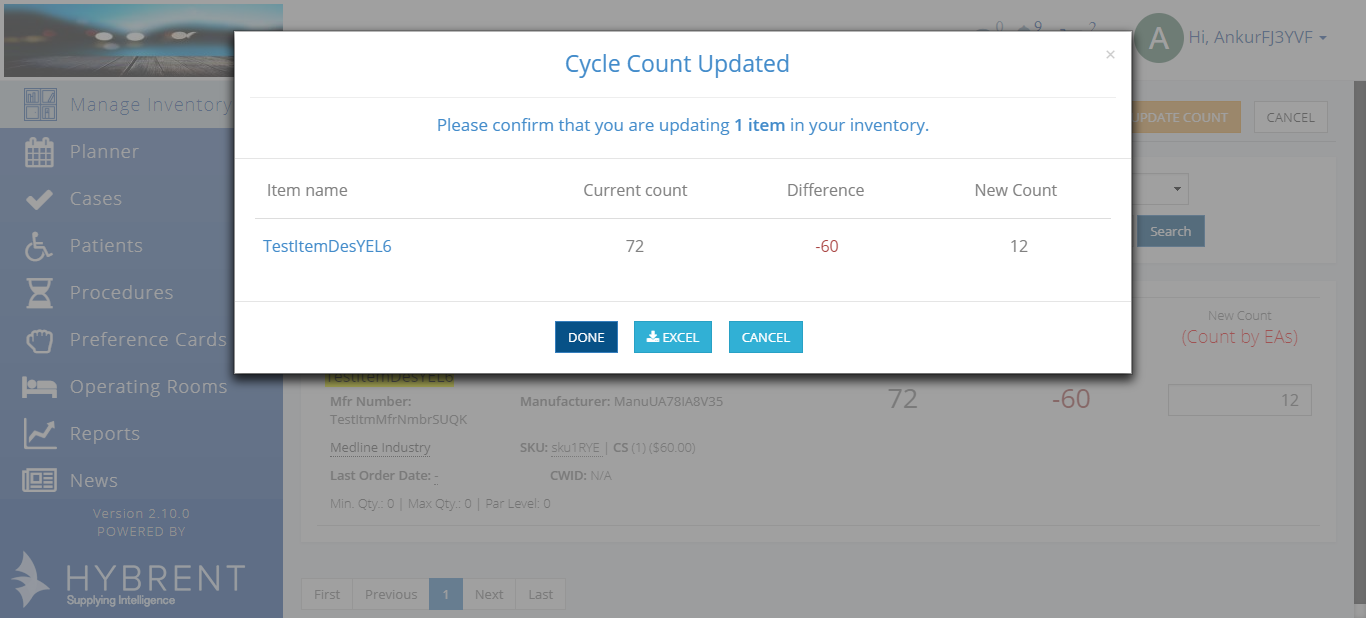 0 9 2
A Hi, AnkurFJ3YVF
Cycle Count Updated ×
Please confirm that you are updating 1 item in your inventory.
Item name Current count Difference New Count
TestItemDesYEL6 72 -60 12
DONE EXCEL CANCEL
Manage Inventory
Planner
Cases
Patients
Procedures
Preference Cards
Operating Rooms
Reports
News
Version 2.10.0
POWERED BY
HYBRENT
Supplying Intelligence
UPDATE COUNT CANCEL
Search
New Count
(Count by EAs)
TestItemDesYEL6
72 -60 12
Mfr Number: Manufacturer: ManuUA78IA8V35
TestItmMfrNmbrSUQK
Medline Industry SKU: sku1RYE | CS (1) ($60.00)
Last Order Date: - CWID: N/A
Min. Qty.: 0 | Max Qty.: 0 | Par Level: 0
First Previous 1 Next Last